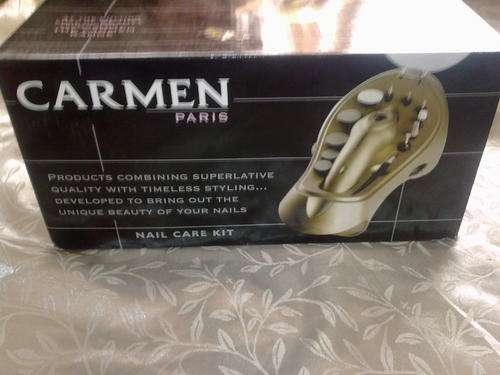 CARMEN
PARIS
PRODUCTS COMBINING SUPERLATIVE
QUALITY WITH TIMELESS STYLING...
DEVELOPED TO BRING OUT THE
UNIQUE BEAUTY OF YOUR NAILS
NAIL CARE KIT